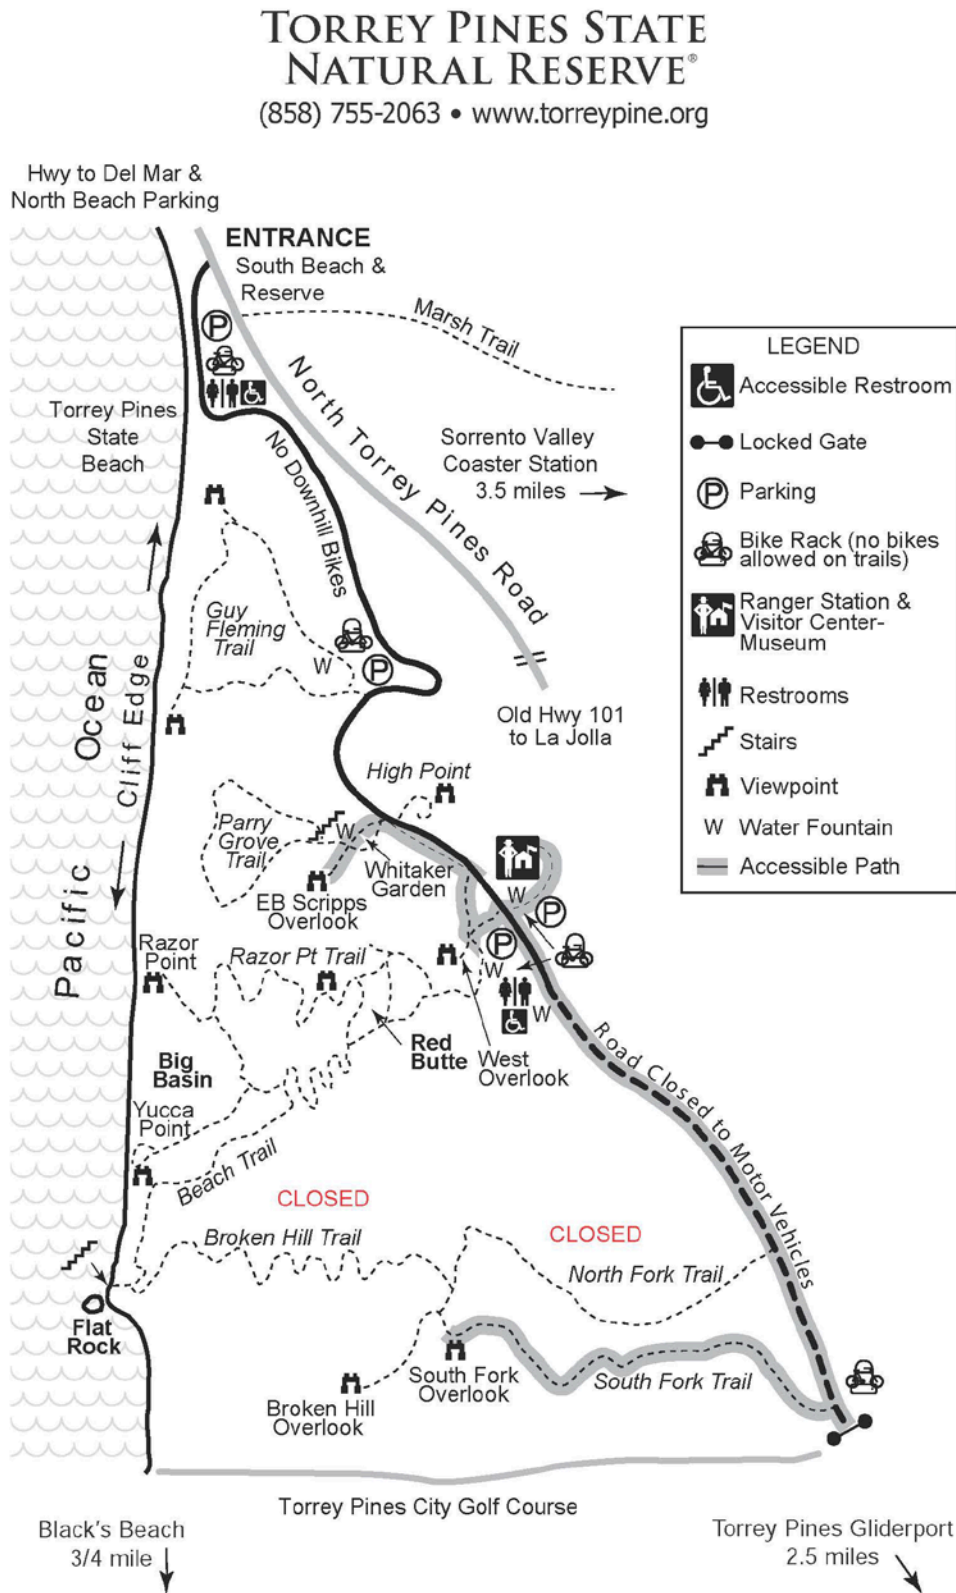 TORREY PINES STATE
NATURAL RESERVE®
(858) 755-2063 • www.torreypine.org
Hwy to Del Mar &
North Beach Parking
ENTRANCE
South Beach &
Reserve
Marsh Trail
P
North Torrey Pines Road
No Downhill Bikes
Torrey Pines
State
Beach
Sorrento Valley
Coaster Station
3.5 miles
LEGEND
Accessible Restroom
Locked Gate
P Parking
Bike Rack (no bikes
allowed on trails)
Ranger Station &
Visitor Center-
Museum
Restrooms
Stairs
Viewpoint
W Water Fountain
Accessible Path
Guy
Fleming
Trail
W
P
Pacific Ocean
Cliff Edge
Old Hwy 101
to La Jolla
High Point
Parry
Grove
Trail
W
Whitaker
Garden
EB Scripps
Overlook
W
P
P
W
W
Razor
Point
Razor Pt Trail
Red
Butte
West
Overlook
Big
Basin
Yucca
Point
Beach Trail
Road Closed to Motor Vehicles
CLOSED
CLOSED
Broken Hill Trail
North Fork Trail
Flat
Rock
South Fork
Overlook
South Fork Trail
Broken Hill
Overlook
Torrey Pines City Golf Course
Black's Beach
3/4 mile
Torrey Pines Gliderport
2.5 miles